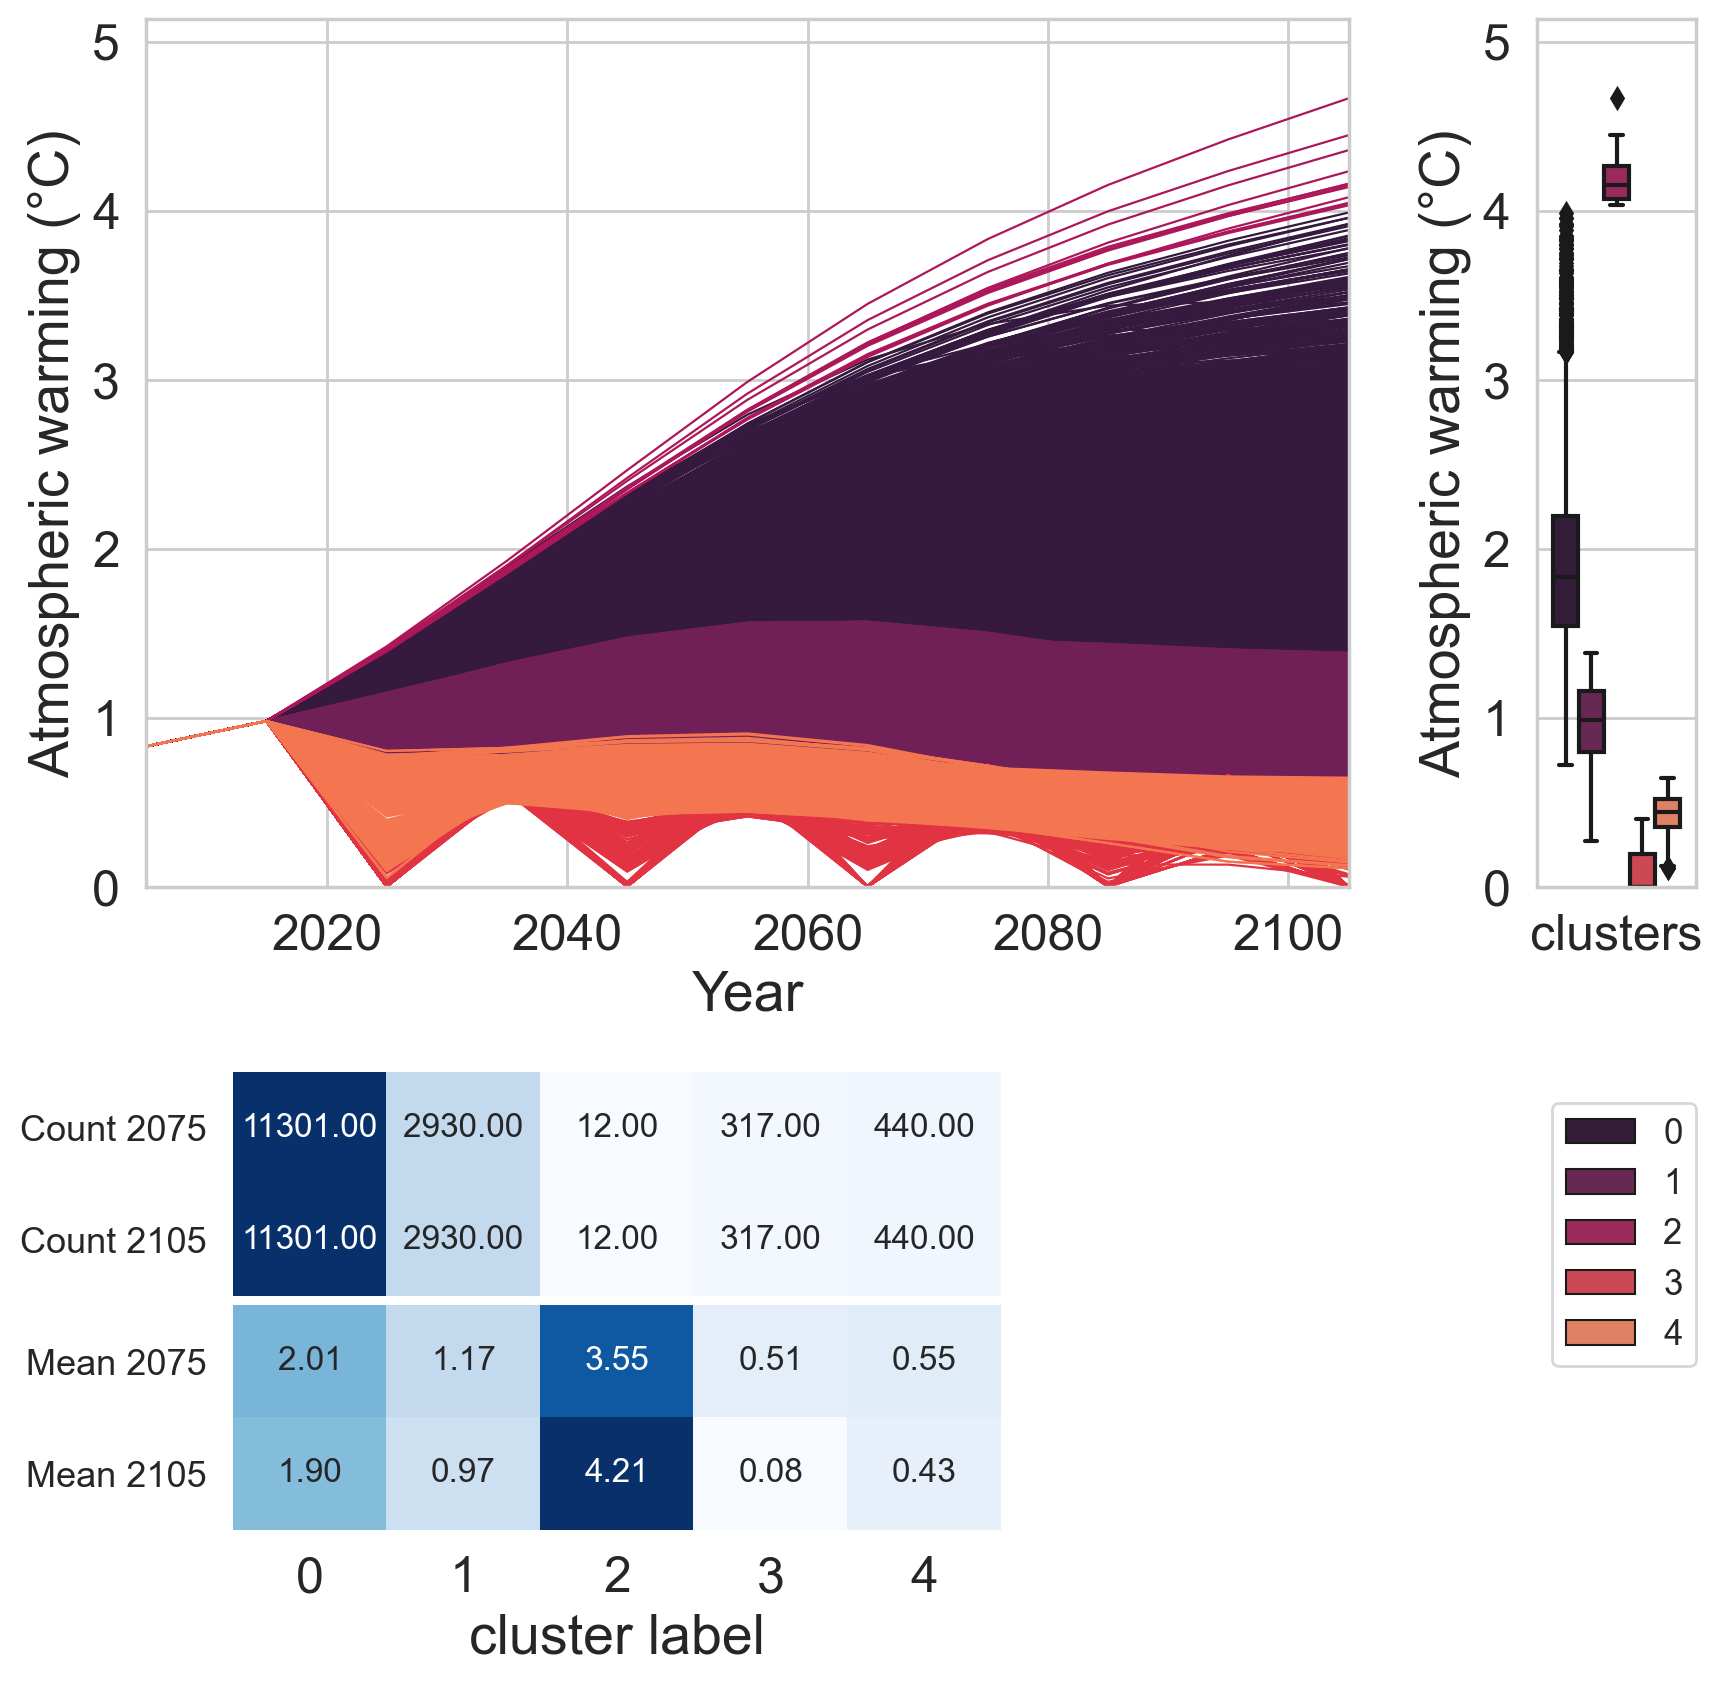 5
4
3
2
1
0
Atmospheric warming (°C)
2020 2040 2060 2080 2100
Year
5
4
3
2
1
0
Atmospheric warming (°C)
clusters
Count 2075 11301.00 2930.00 12.00 317.00 440.00
Count 2105 11301.00 2930.00 12.00 317.00 440.00
Mean 2075 2.01 1.17 3.55 0.51 0.55
Mean 2105 1.90 0.97 4.21 0.08 0.43
0 1 2 3 4
cluster label
0
1
2
3
4